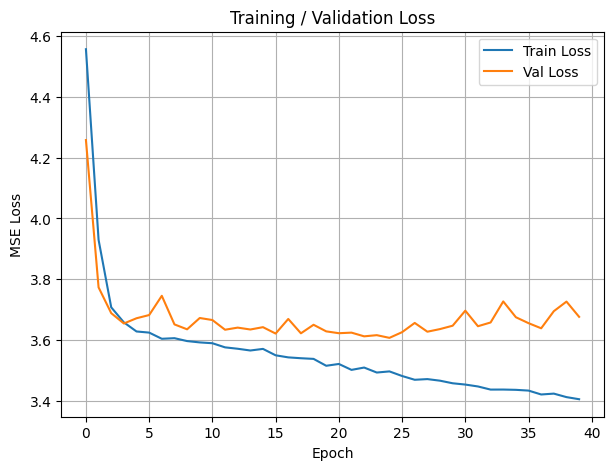 Training / Validation Loss
4.6
4.4
4.2
4.0
3.8
3.6
3.4
MSE Loss
Train Loss
Val Loss
0 5 10 15 20 25 30 35 40
Epoch